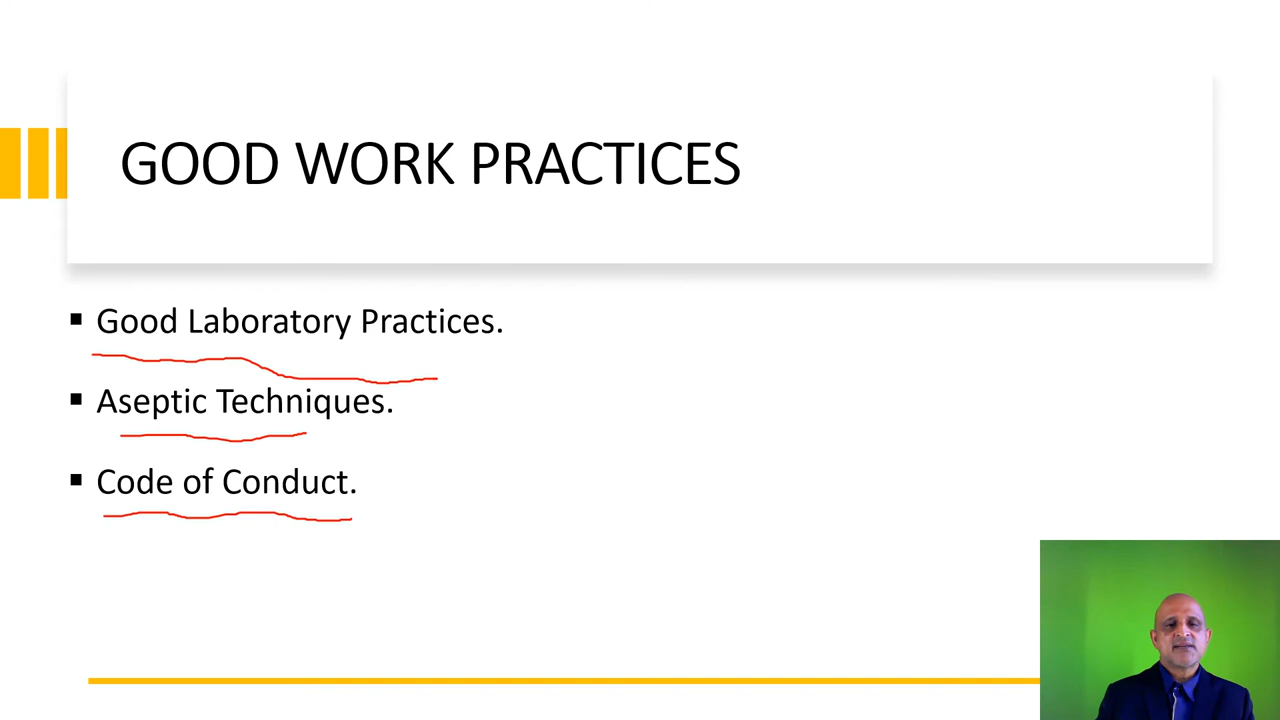 GOOD WORK PRACTICES
▪ Good Laboratory Practices.
▪ Aseptic Techniques.
▪ Code of Conduct.